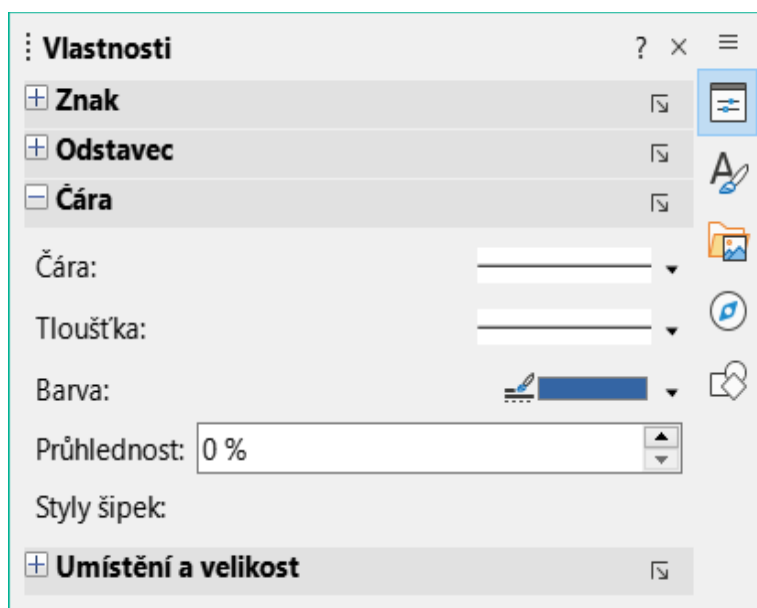 Vlastnosti ? ×
Znak
Odstavec
Čára
Čára:
Tloušťka:
Barva:
Průhlednost: 0 %
Styly šipek:
Umístění a velikost